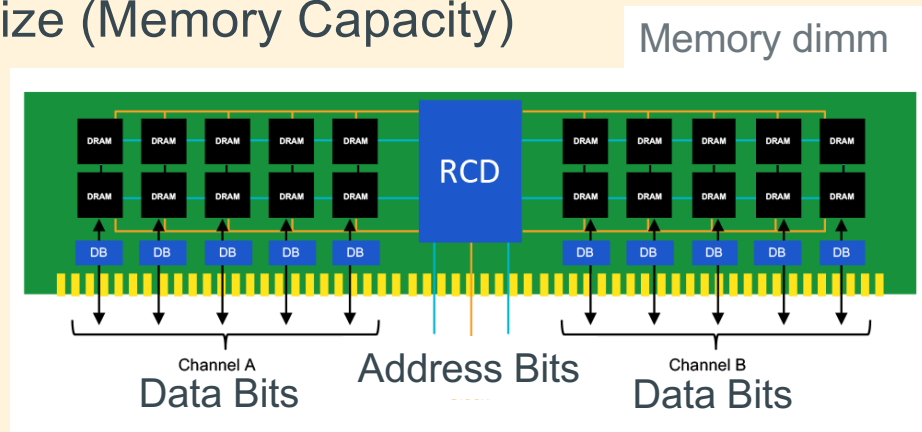 ize (Memory Capacity)
Memory dimm
DRAM DRAM DRAM DRAM DRAM RCD DRAM DRAM DRAM DRAM DRAM
DRAM DRAM DRAM DRAM DRAM DRAM DRAM DRAM DRAM DRAM
DB DB DB DB DB DB DB DB DB DB
Channel A Channel B
Data Bits Address Bits Data Bits